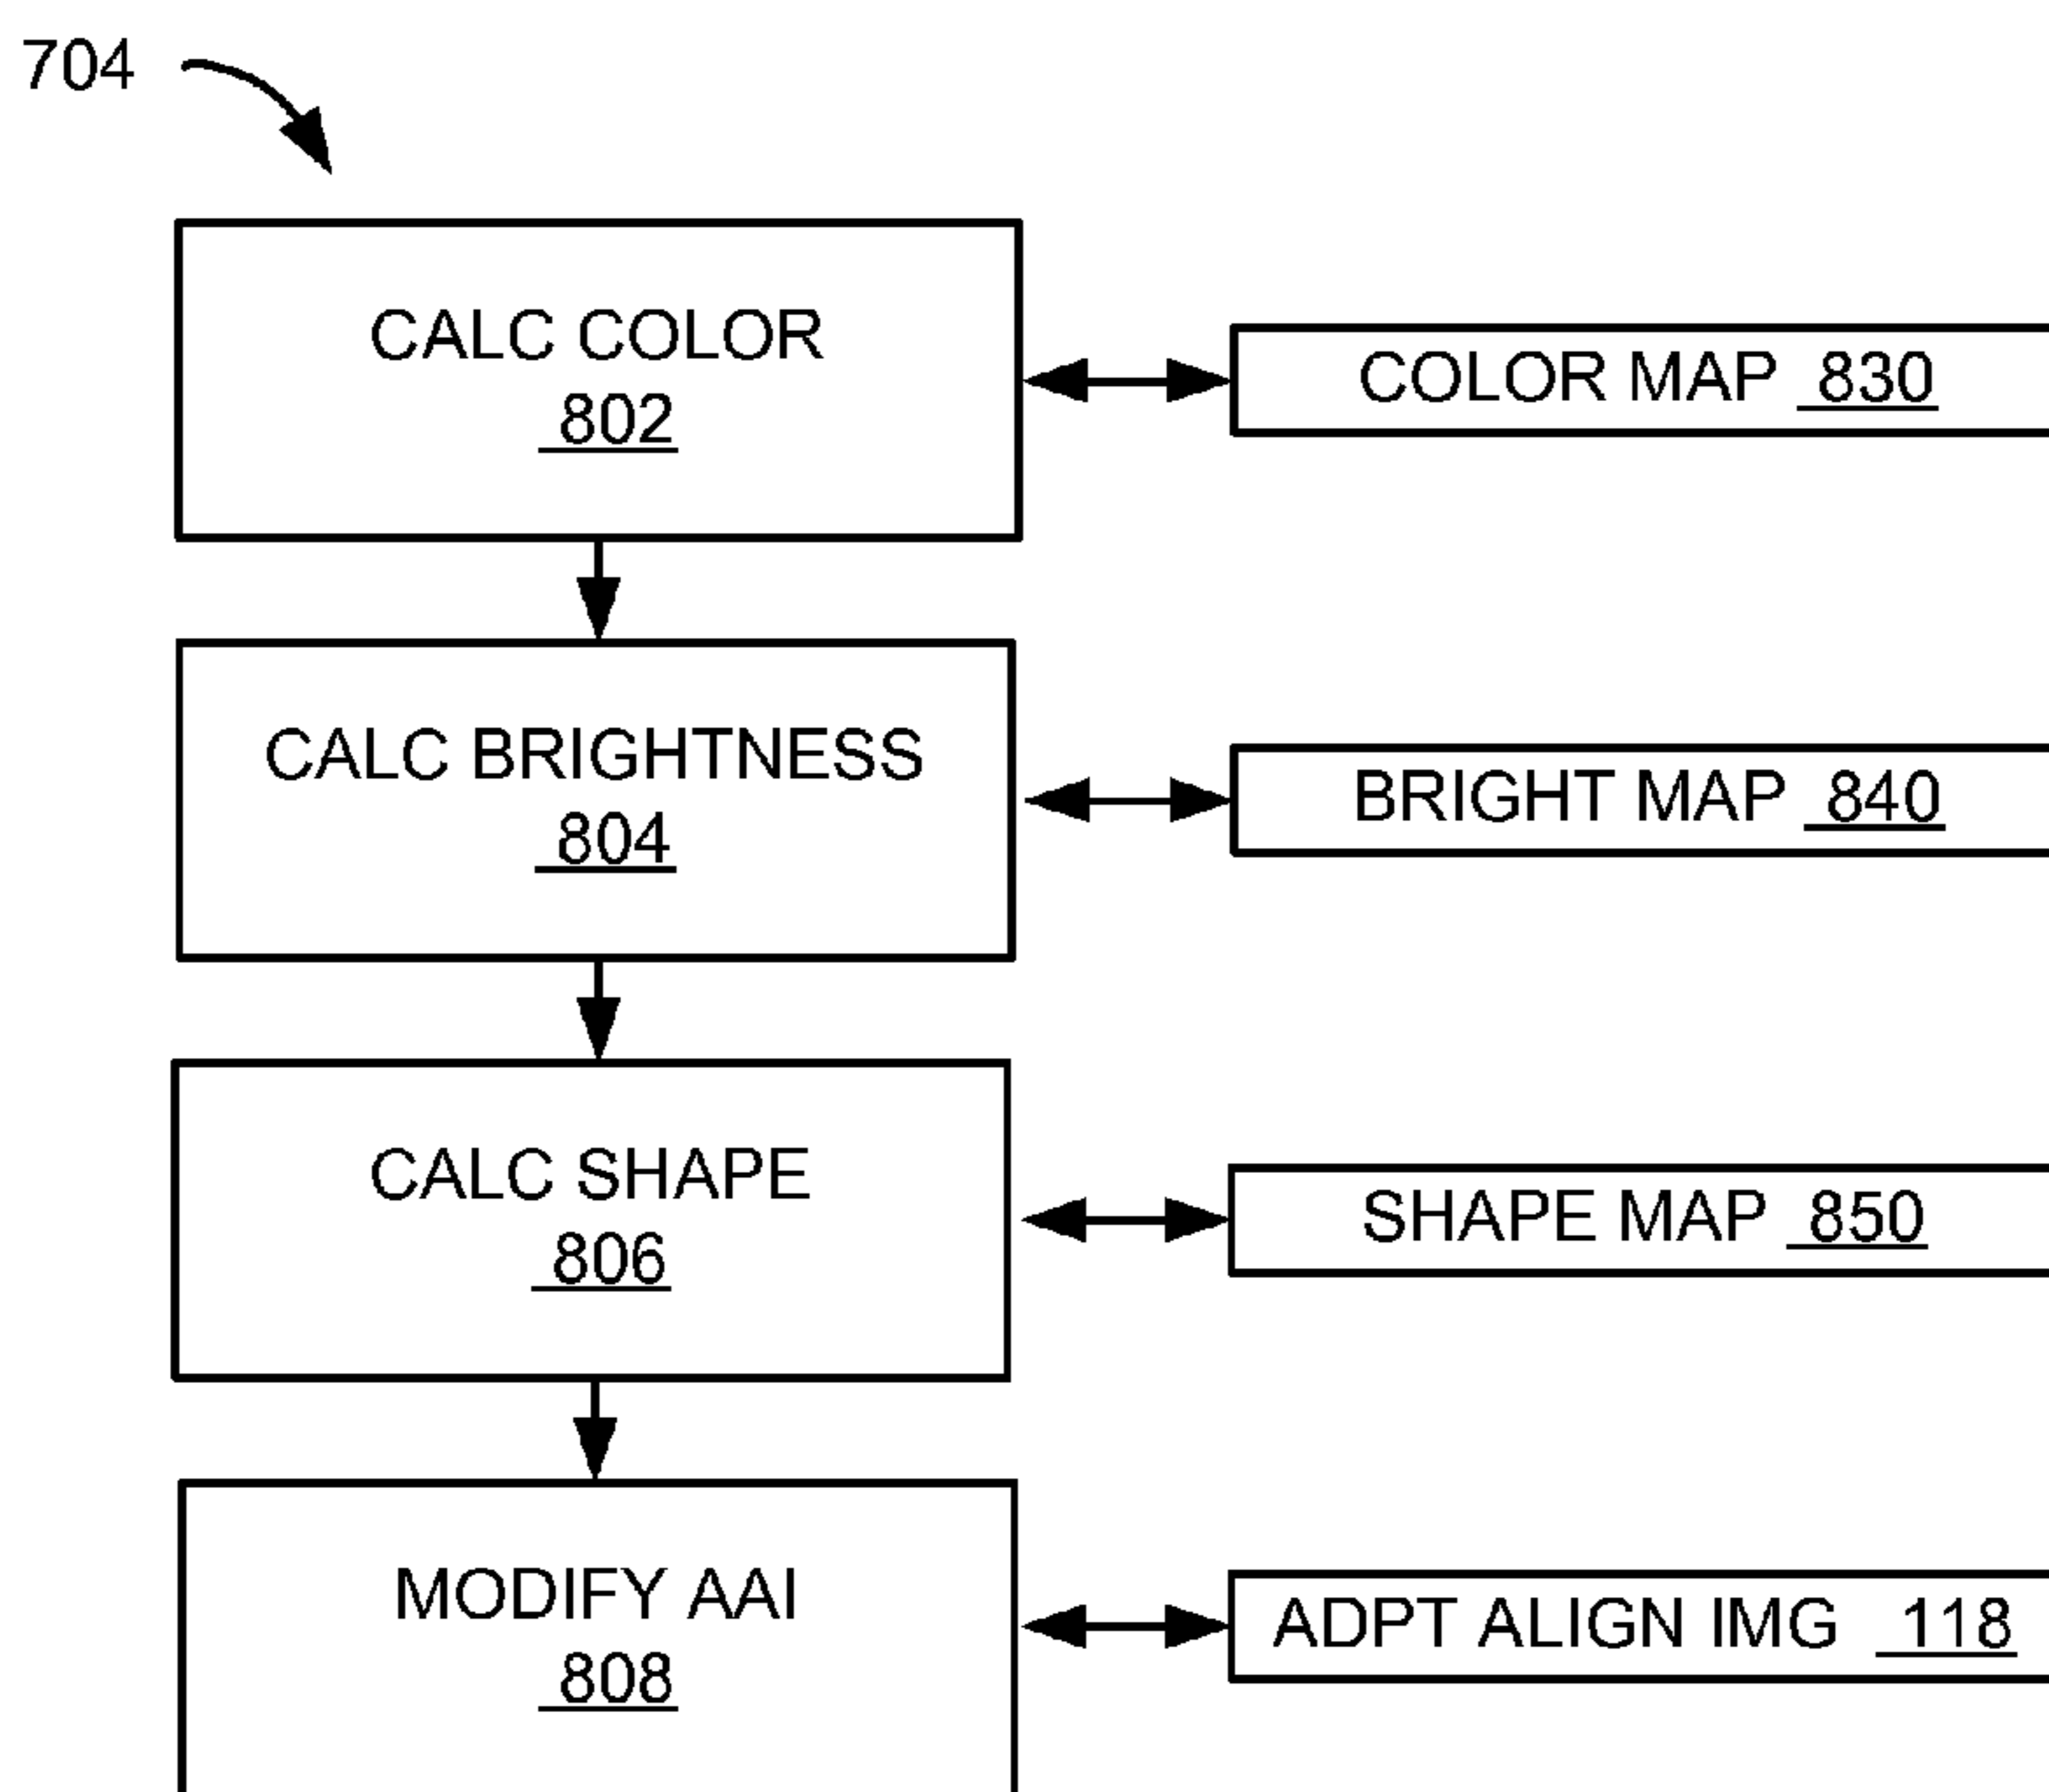 704
CALC COLOR
802
COLOR MAP 830
CALC BRIGHTNESS
804
BRIGHT MAP 840
CALC SHAPE
806
SHAPE MAP 850
MODIFY AAI
808
ADPT ALIGN IMG 118